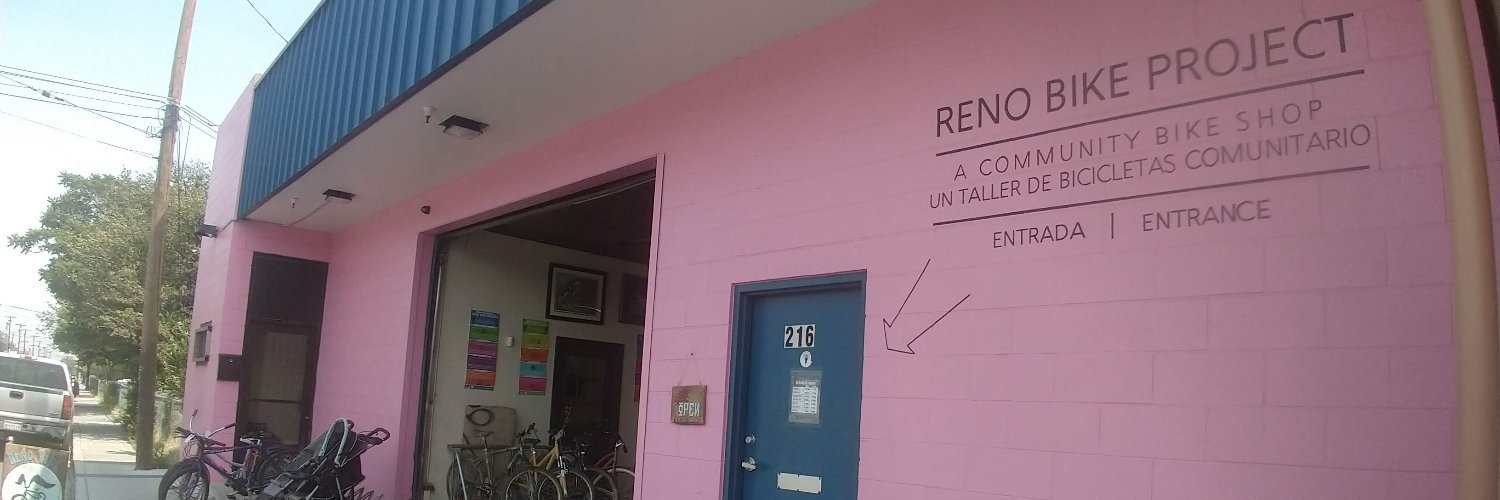 RENO BIKE PROJECT
A COMMUNITY BIKE SHOP
UN TALLER DE BICICLETAS COMUNITARIO
ENTRADA | ENTRANCE
216
OPEN